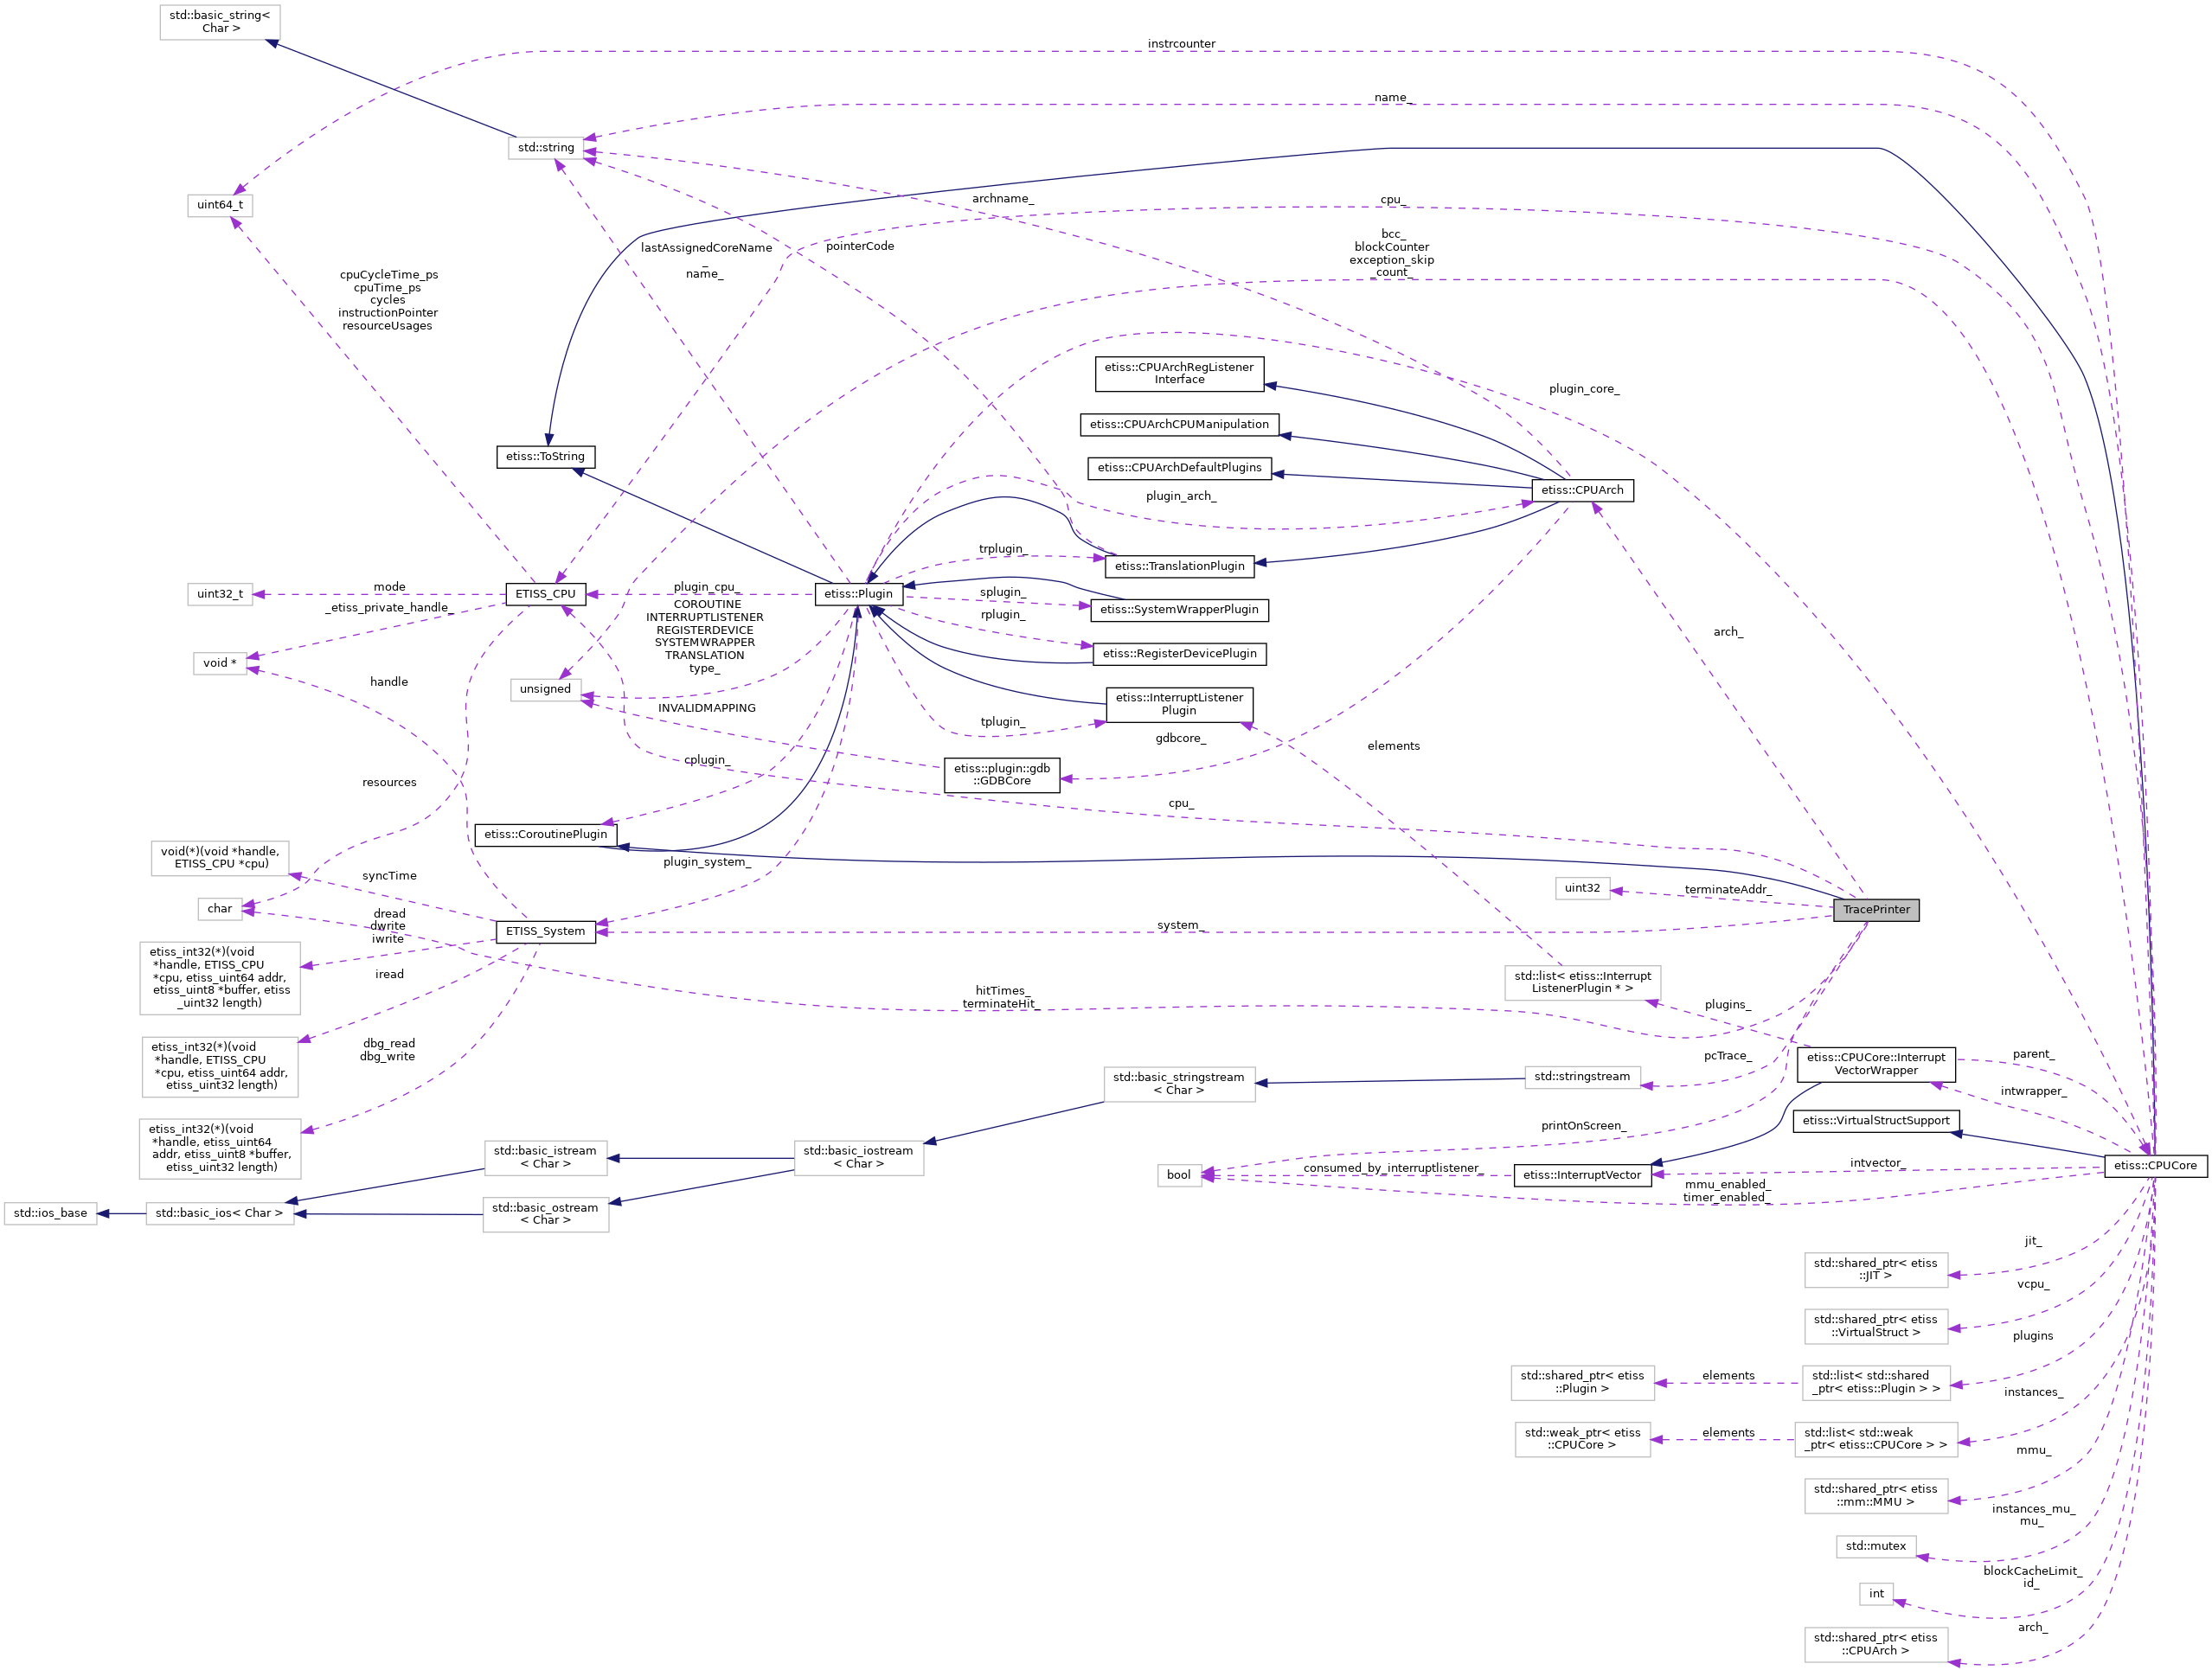 std::basic_string<
Char >
instrcounter
name_
std::string
archname_
cpu_
uint64_t
lastAssignedCoreName
_
name_
pointerCode
bcc_
blockCounter
exception_skip
_count_
cpuCycleTime_ps
cpuTime_ps
cycles
instructionPointer
resourceUsages
etiss::CPUArchRegListener
Interface
plugin_core_
etiss::CPUArchCPUManipulation
etiss::ToString
etiss::CPUArchDefaultPlugins
etiss::CPUArch
plugin_arch_
trplugin_
etiss::TranslationPlugin
mode
uint32_t
ETISS_CPU
plugin_cpu_
etiss::Plugin
splugin_
etiss::SystemWrapperPlugin
_etiss_private_handle_
COROUTINE
INTERRUPTLISTENER
REGISTERDEVICE
SYSTEMWRAPPER
TRANSLATION
type_
rplugin_
arch_
etiss::RegisterDevicePlugin
void *
handle
unsigned
INVALIDMAPPING
etiss::InterruptListener
Plugin
tplugin_
gdbcore_
elements
cplugin_
etiss::plugin::gdb
::GDBCore
resources
cpu_
etiss::CoroutinePlugin
void(*)(void *handle,
ETISS_CPU *cpu)
plugin_system_
syncTime
uint32
terminateAddr_
char
TracePrinter
dread
dwrite
iwrite
ETISS_System
system_
etiss_int32(*)(void
*handle, ETISS_CPU
*cpu, etiss_uint64 addr,
etiss_uint8 *buffer, etiss
_uint32 length)
iread
std::list< etiss::Interrupt
ListenerPlugin * >
hitTimes_
terminateHit_
plugins_
etiss_int32(*)(void
*handle, ETISS_CPU
*cpu, etiss_uint64 addr,
etiss_uint32 length)
dbg_read
dbg_write
pcTrace_
etiss::CPUCore::Interrupt
VectorWrapper
parent_
std::basic_stringstream
< Char >
std::stringstream
intwrapper_
etiss_int32(*)(void
*handle, etiss_uint64
addr, etiss_uint8 *buffer,
etiss_uint32 length)
printOnScreen_
etiss::VirtualStructSupport
std::basic_istream
< Char >
std::basic_iostream
< Char >
bool
consumed_by_interruptlistener_
etiss::InterruptVector
intvector_
etiss::CPUCore
mmu_enabled_
timer_enabled_
std::ios_base
std::basic_ios< Char >
std::basic_ostream
< Char >
jit_
std::shared_ptr< etiss
::JIT >
vcpu_
std::shared_ptr< etiss
::VirtualStruct >
plugins
std::shared_ptr< etiss
::Plugin >
elements
std::list< std::shared
_ptr< etiss::Plugin > >
instances_
std::weak_ptr< etiss
::CPUCore >
elements
std::list< std::weak
_ptr< etiss::CPUCore > >
mmu_
std::shared_ptr< etiss
::mm::MMU >
instances_mu_
mu_
std::mutex
blockCacheLimit_
id_
int
arch_
std::shared_ptr< etiss
::CPUArch >